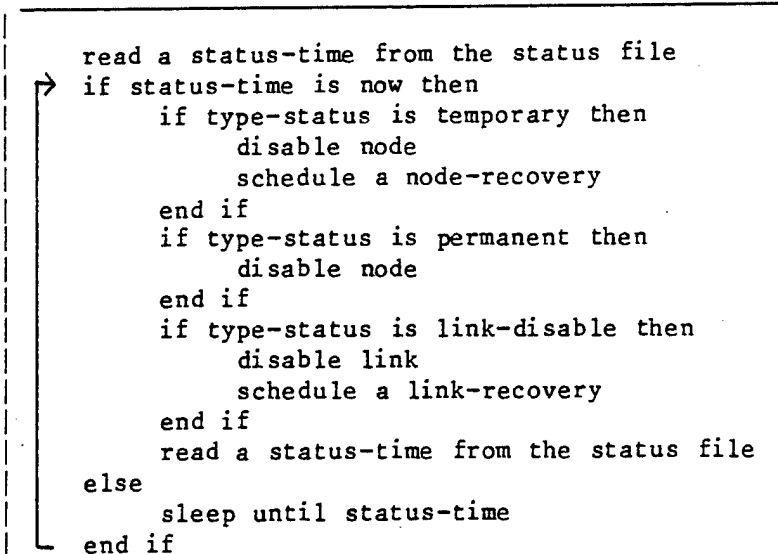 read a status-time from the status file
if status-time is now then
if type-status is temporary then
disable node
schedule a node-recovery
end if
if type-status is permanent then
disable node
end if
if type-status is link-disable then
disable link
schedule a link-recovery
end if
read a status-time from the status file
else
sleep until status-time
end if